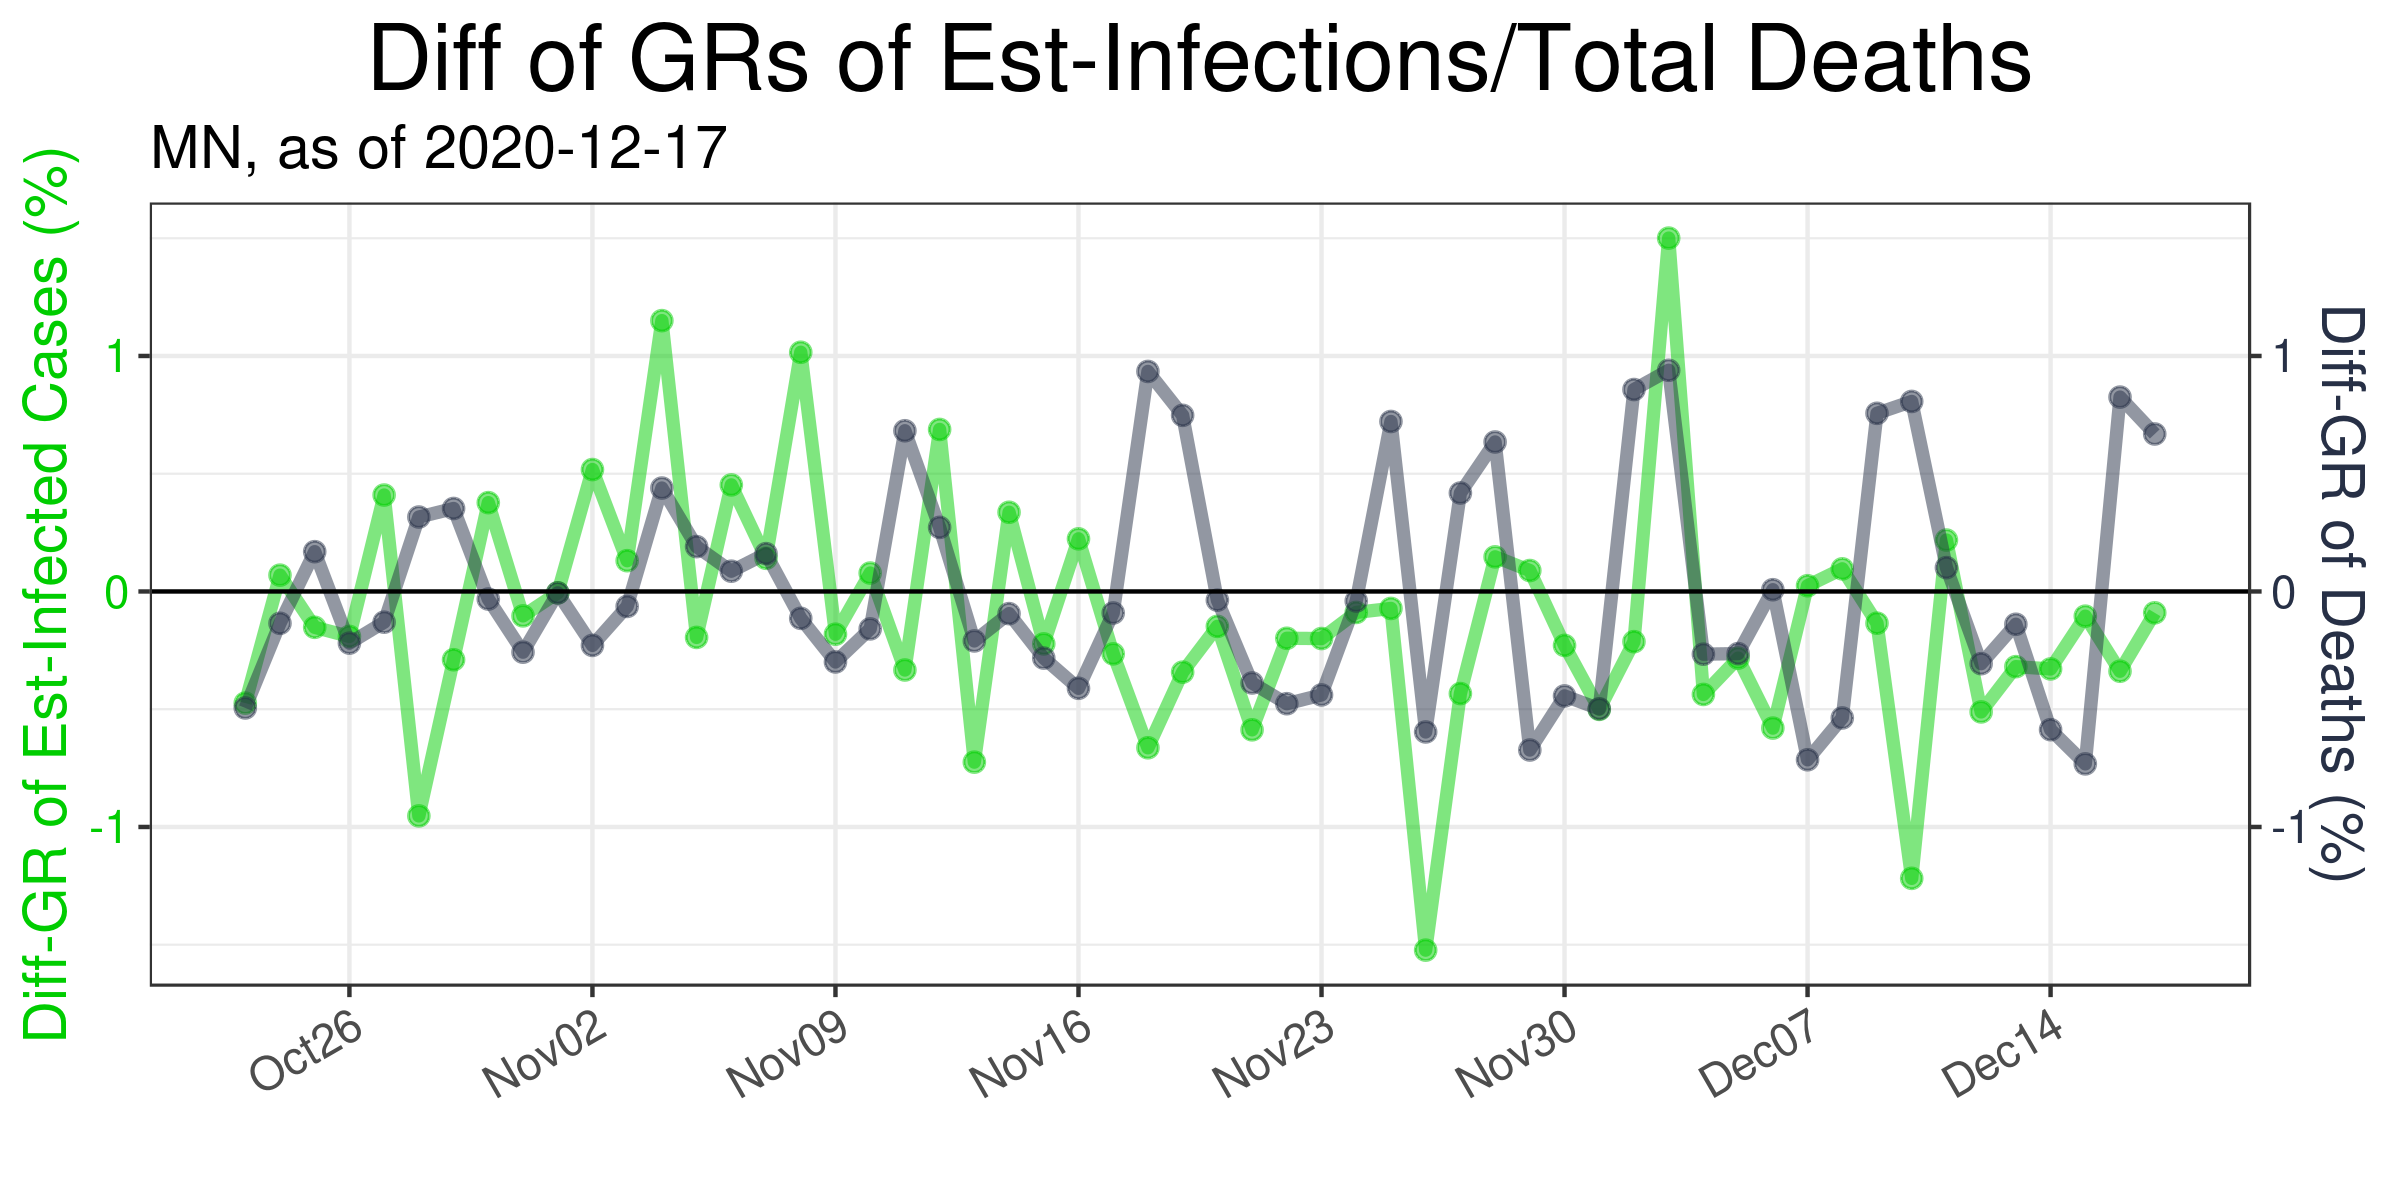 Diff of GRs of Est-Infections/Total Deaths
MN, as of 2020-12-17
Diff-GR of Est-Infected Cases (%)
1
0
-1
1
0
-1
Diff-GR of Deaths (%)
Oct26
Nov02
Nov09
Nov16
Nov23
Nov30
Dec07
Dec14